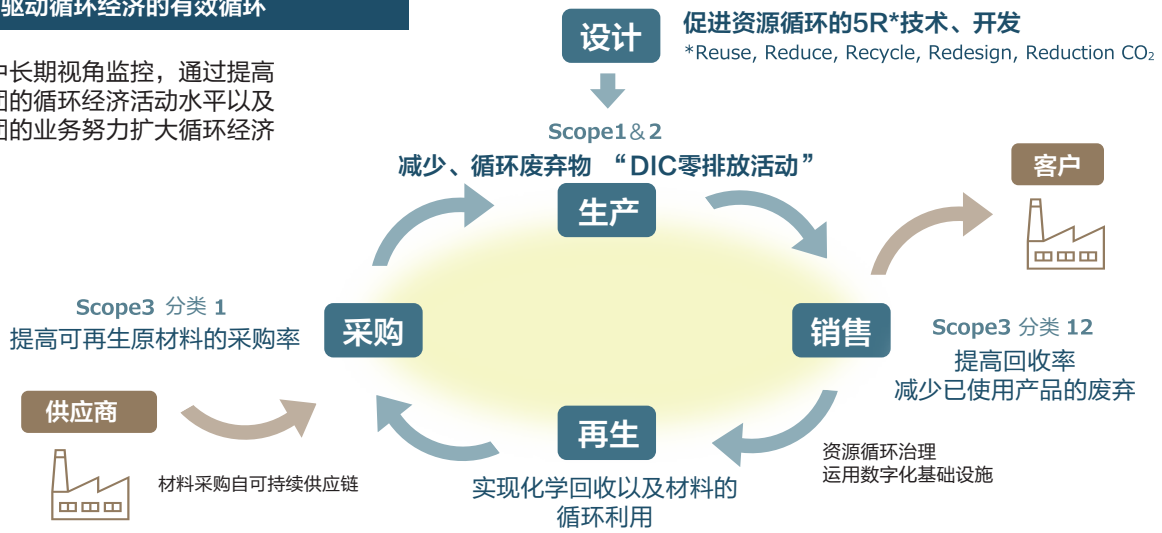 驱动循环经济的有效循环
中长期视角监控，通过提高
团的循环经济活动水平以及
团的业务努力扩大循环经济
设计
促进资源循环的5R*技术、开发
*Reuse, Reduce, Recycle, Redesign, Reduction CO₂
Scope1＆2
减少、循环废弃物 “DIC零排放活动”
生产
客户
Scope3 分类 1
提高可再生原材料的采购率
采购
销售
Scope3 分类 12
提高回收率
减少已使用产品的废弃
供应商
材料采购自可持续供应链
再生
实现化学回收以及材料的
循环利用
资源循环治理
运用数字化基础设施